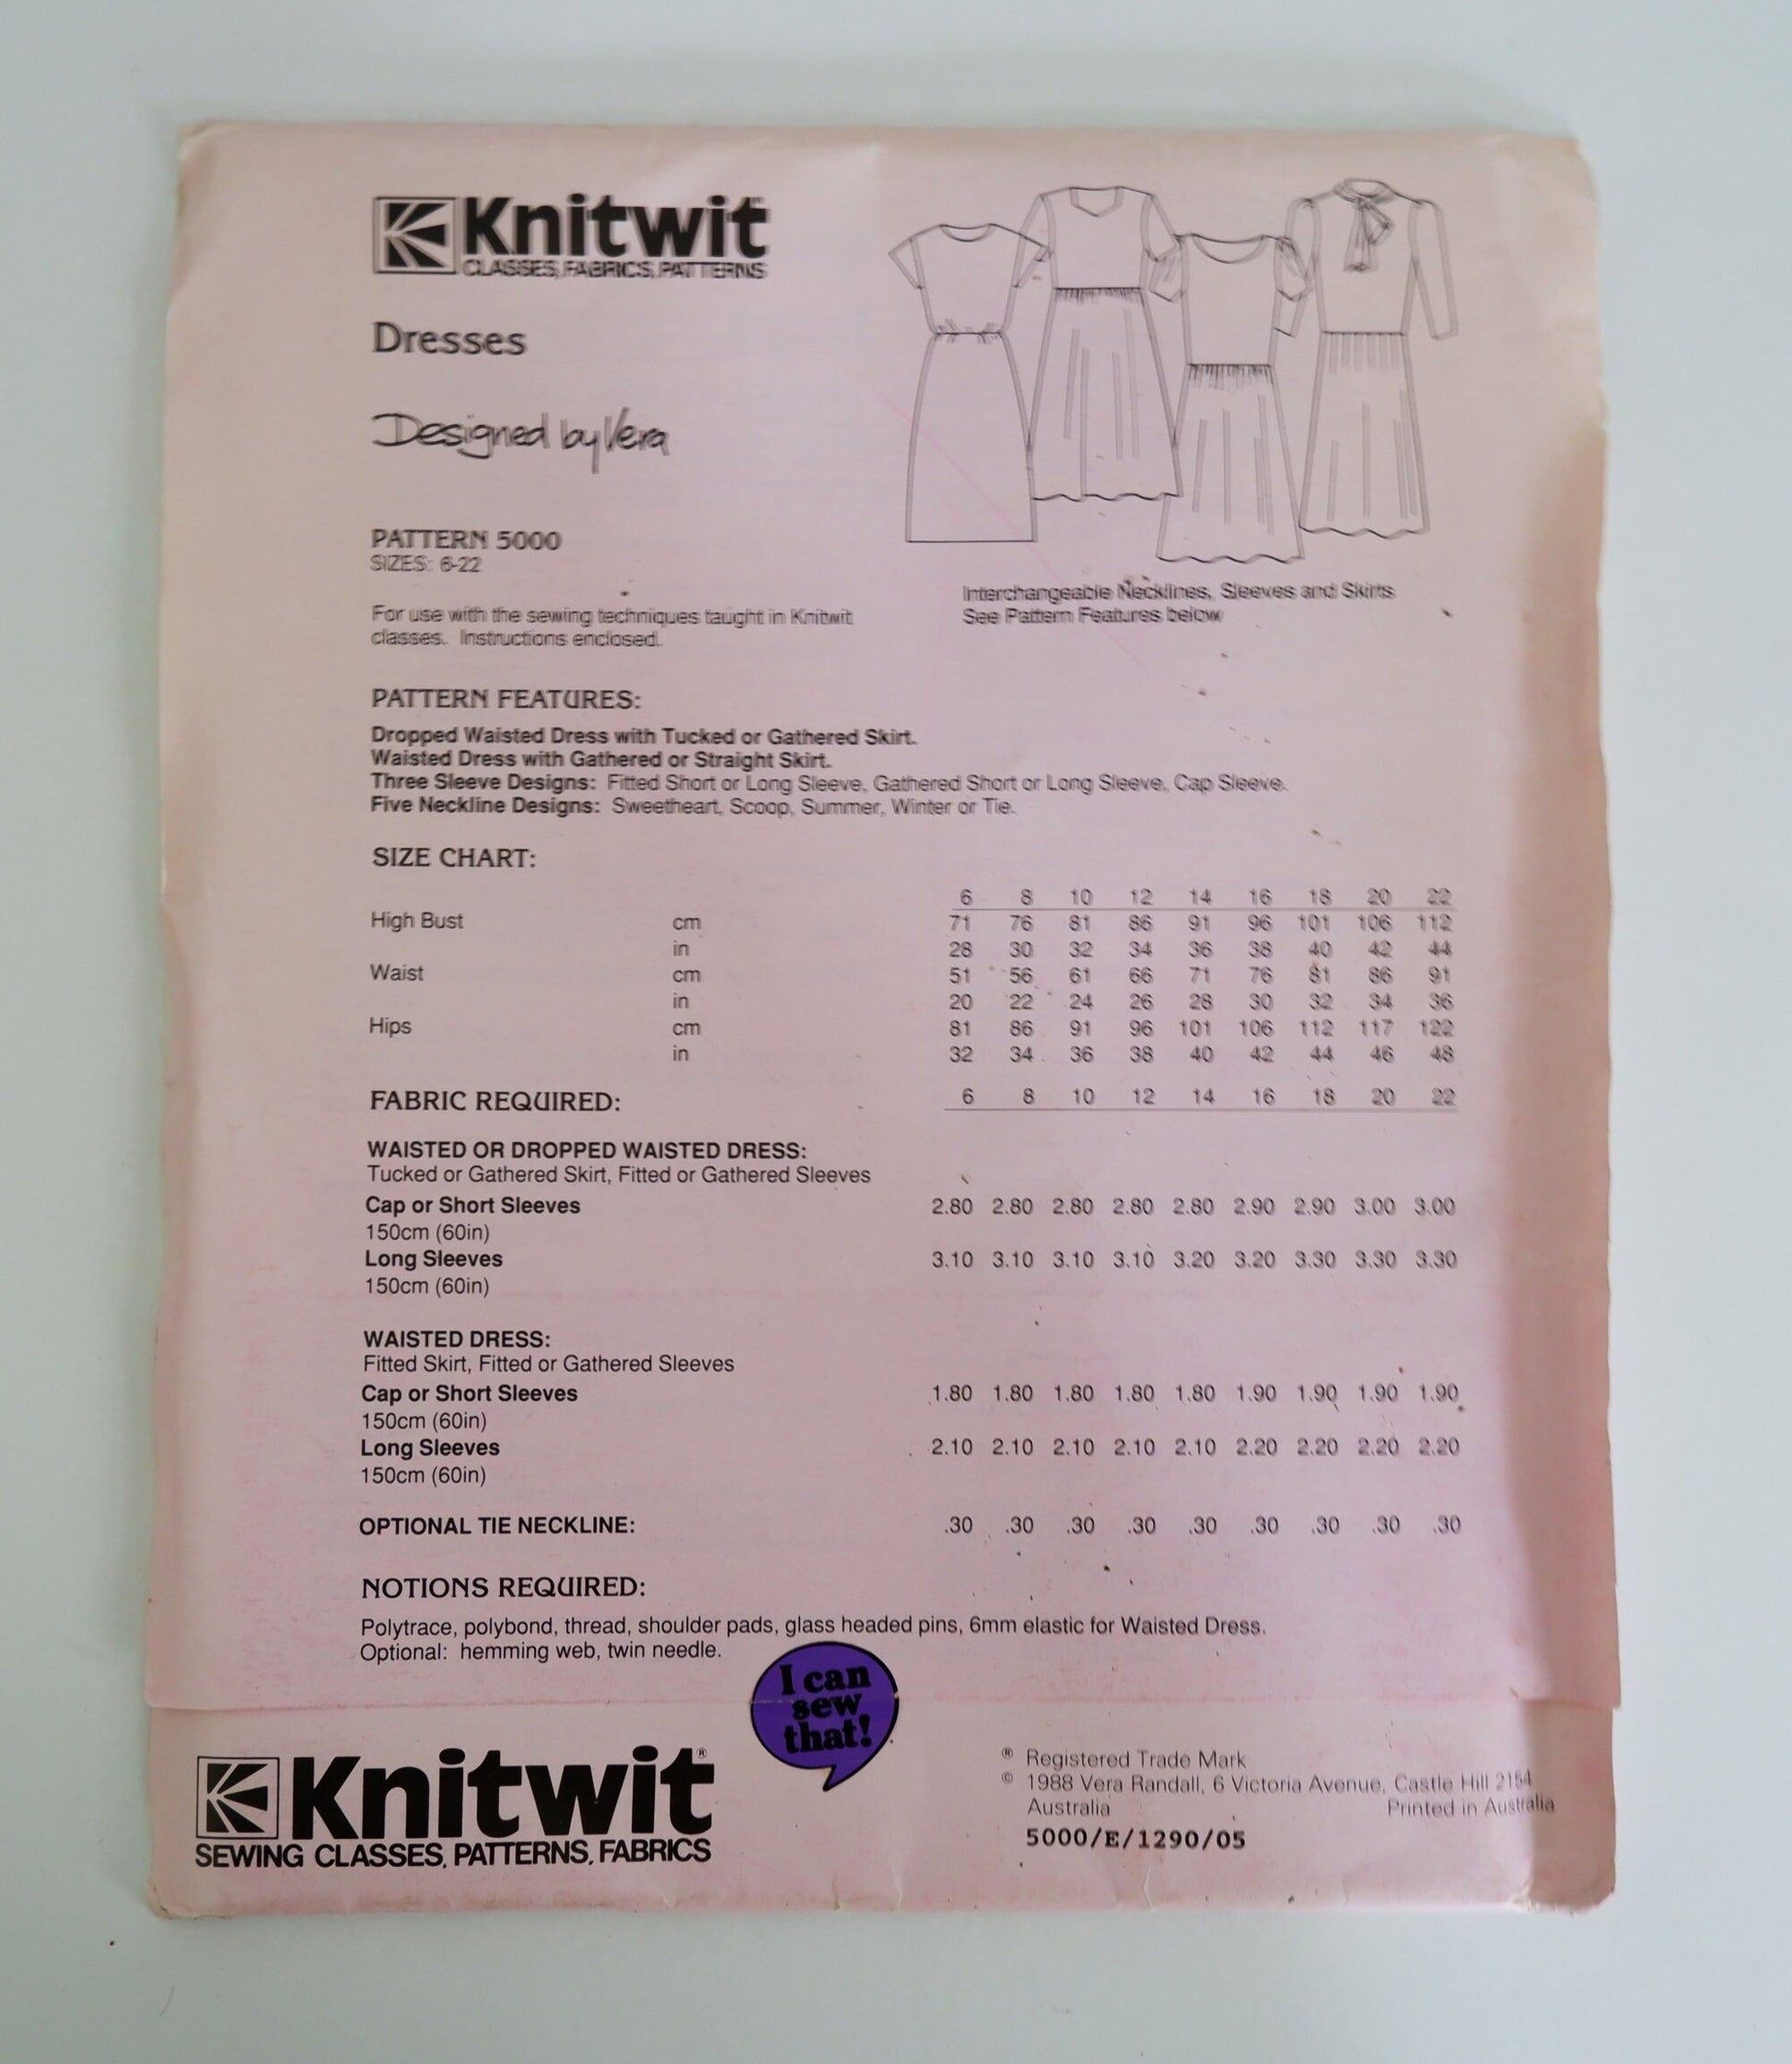 Knitwit
CLASSES, FABRICS, PATTERNS
Dresses
Designed by Vera
PATTERN 5000
SIZES: 6-22
For use with the sewing techniques taught in Knitwit
classes. Instructions enclosed.
Interchangeable Necklines, Sleeves and Skirts
See Pattern Features below
PATTERN FEATURES:
Dropped Waisted Dress with Tucked or Gathered Skirt.
Waisted Dress with Gathered or Straight Skirt.
Three Sleeve Designs: Fitted Short or Long Sleeve, Gathered Short or Long Sleeve, Cap Sleeve.
Five Neckline Designs: Sweetheart, Scoop, Summer, Winter or Tie.
SIZE CHART:
6 8 10 12 14 16 18 20 22
High Bust cm 71 76 81 86 91 96 101 106 112
in 28 30 32 34 36 38 40 42 44
Waist cm 51 56 61 66 71 76 81 86 91
in 20 22 24 26 28 30 32 34 36
Hips cm 81 86 91 96 101 106 112 117 122
in 32 34 36 38 40 42 44 46 48
FABRIC REQUIRED: 6 8 10 12 14 16 18 20 22
WAISTED OR DROPPED WAISTED DRESS:
Tucked or Gathered Skirt, Fitted or Gathered Sleeves
Cap or Short Sleeves 2.80 2.80 2.80 2.80 2.80 2.90 2.90 3.00 3.00
150cm (60in)
Long Sleeves 3.10 3.10 3.10 3.10 3.20 3.20 3.30 3.30 3.30
150cm (60in)
WAISTED DRESS:
Fitted Skirt, Fitted or Gathered Sleeves
Cap or Short Sleeves 1.80 1.80 1.80 1.80 1.80 1.90 1.90 1.90 1.90
150cm (60in)
Long Sleeves 2.10 2.10 2.10 2.10 2.10 2.20 2.20 2.20 2.20
150cm (60in)
OPTIONAL TIE NECKLINE: .30 .30 .30 .30 .30 .30 .30 .30 .30
NOTIONS REQUIRED:
Polytrace, polybond, thread, shoulder pads, glass headed pins, 6mm elastic for Waisted Dress.
Optional: hemming web, twin needle.
I can
sew
that!
Knitwit®
SEWING CLASSES, PATTERNS, FABRICS
® Registered Trade Mark
© 1988 Vera Randall, 6 Victoria Avenue, Castle Hill 2154
Australia Printed in Australia
5000/E/1290/05